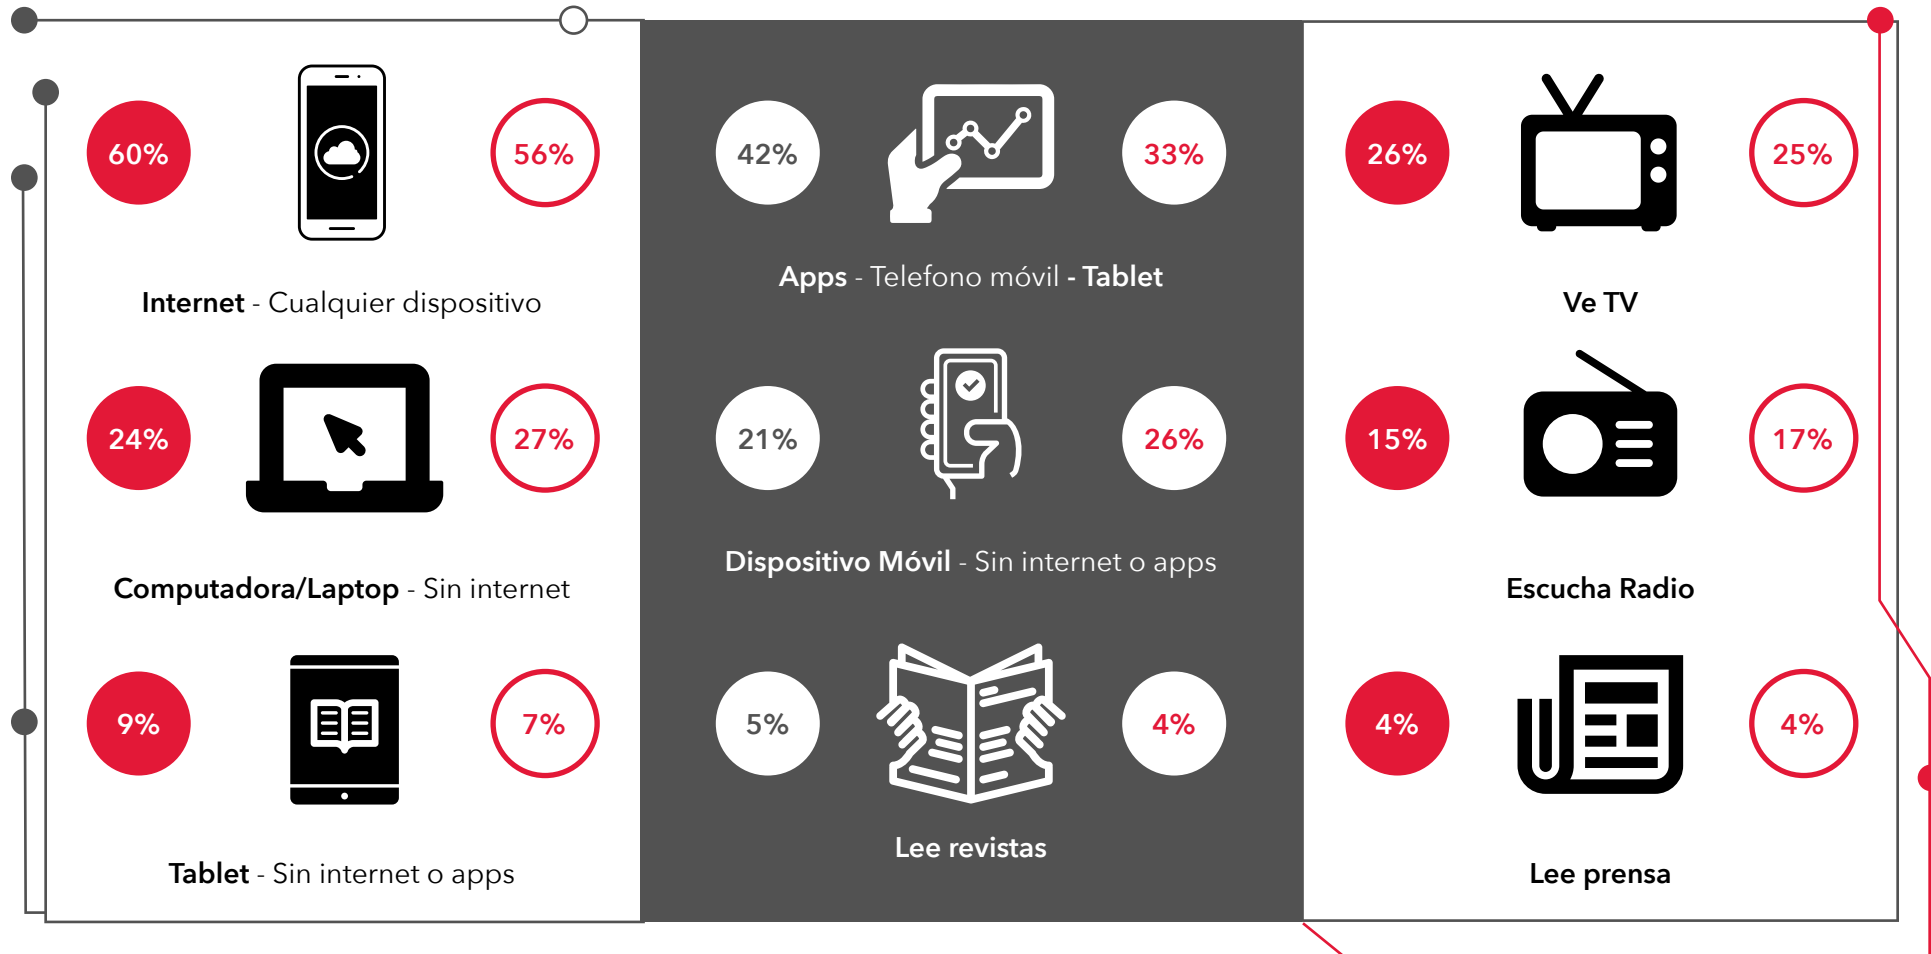 60%
56%
Internet - Cualquier dispositivo
24%
27%
Computadora/Laptop - Sin internet
9%
7%
Tablet - Sin internet o apps
42%
33%
Apps - Telefono móvil - Tablet
21%
26%
Dispositivo Móvil - Sin internet o apps
5%
4%
Lee revistas
26%
25%
Ve TV
15%
17%
Escucha Radio
4%
4%
Lee prensa